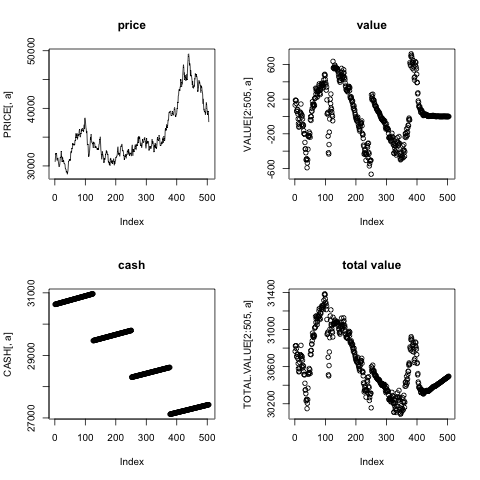 price
PRICE[, a]
30000 40000 50000
0 100 200 300 400 500
Index
value
VALUE[2:505, a]
-600 -200 200 600
0 100 200 300 400 500
Index
cash
CASH[, a]
27000 29000 31000
0 100 200 300 400 500
Index
total value
TOTAL.VALUE[2:505, a]
30200 30600 31000 31400
0 100 200 300 400 500
Index